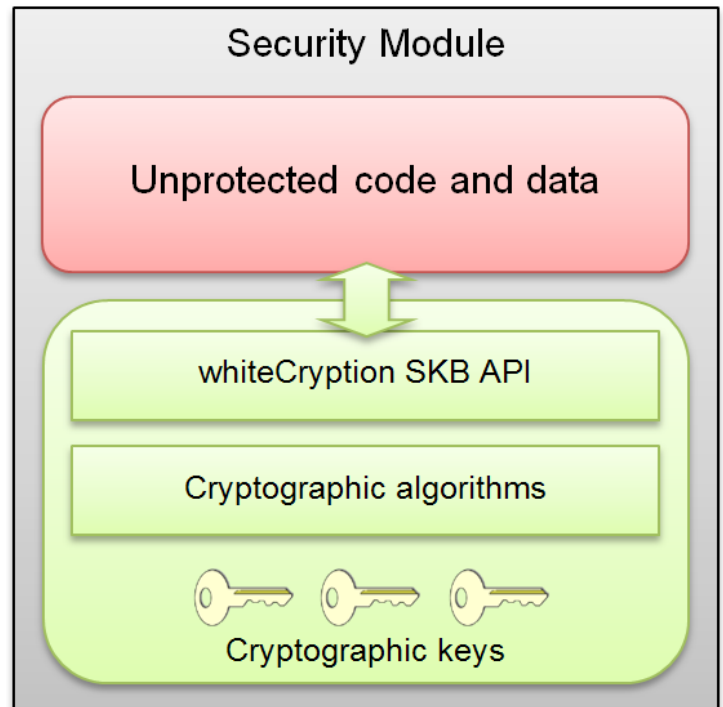 Security Module
Unprotected code and data
whiteCryption SKB API
Cryptographic algorithms
Cryptographic keys